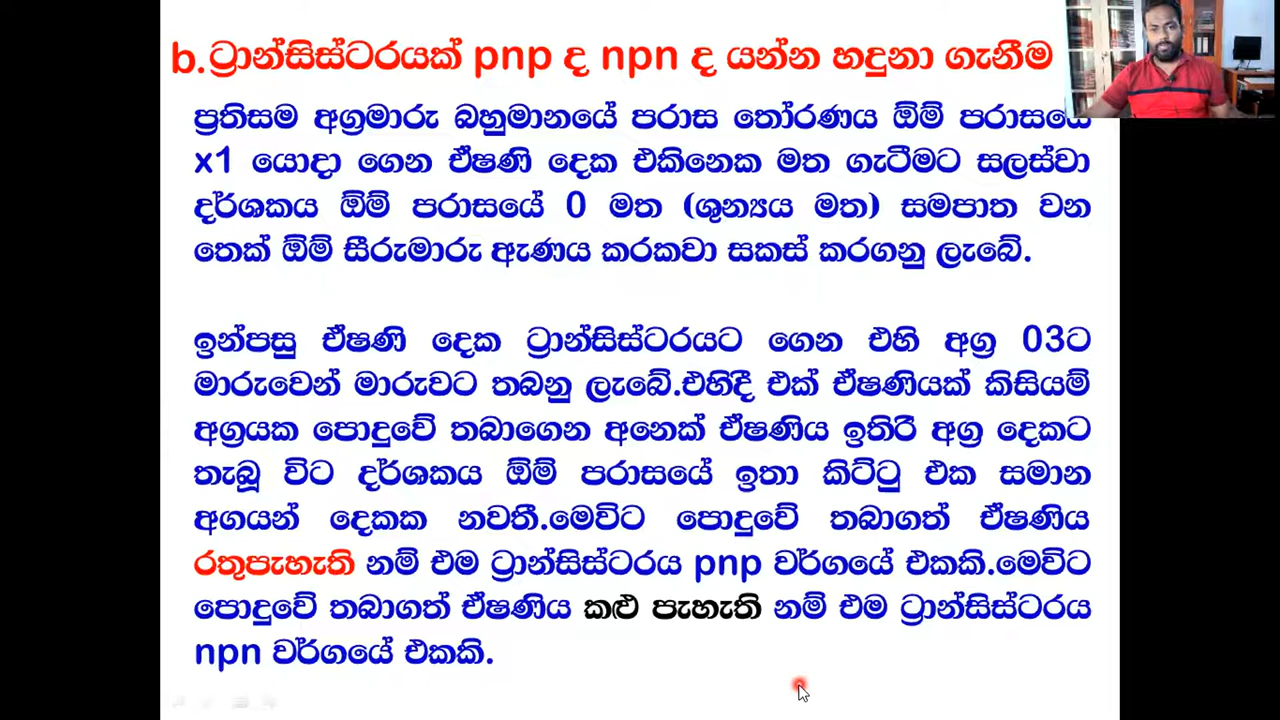 b.ට්‍රාන්සිස්ටරයක් pnp ද npn ද යන්න හදුනා ගැනීම
ප්‍රතිසම අග්‍රමාරු බහුමානයේ පරාස තෝරණය ඕම් පරාසයේ
x1 යොදා ගෙන ඒෂණි දෙක එකිනෙක මත ගැටීමට සලස්වා
දර්ශකය ඕම් පරාසයේ 0 මත (ශුන්‍යය මත) සමපාත වන
තෙක් ඕම් සීරුමාරු ඇණය කරකවා සකස් කරගනු ලැබේ.
ඉන්පසු ඒෂණි දෙක ට්‍රාන්සිස්ටරයට ගෙන එහි අග්‍ර 03ට
මාරුවෙන් මාරුවට තබනු ලැබේ.එහිදී එක් ඒෂණියක් කිසියම්
අග්‍රයක පොදුවේ තබාගෙන අනෙක් ඒෂණිය ඉතිරි අග්‍ර දෙකට
තැබූ විට දර්ශකය ඕම් පරාසයේ ඉතා කිට්ටු එක සමාන
අගයන් දෙකක නවතී.මෙවිට පොදුවේ තබාගත් ඒෂණිය
රතුපැහැති නම් එම ට්‍රාන්සිස්ටරය pnp වර්ගයේ එකකි.මෙවිට
පොදුවේ තබාගත් ඒෂණිය කළු පැහැති නම් එම ට්‍රාන්සිස්ටරය
npn වර්ගයේ එකකි.